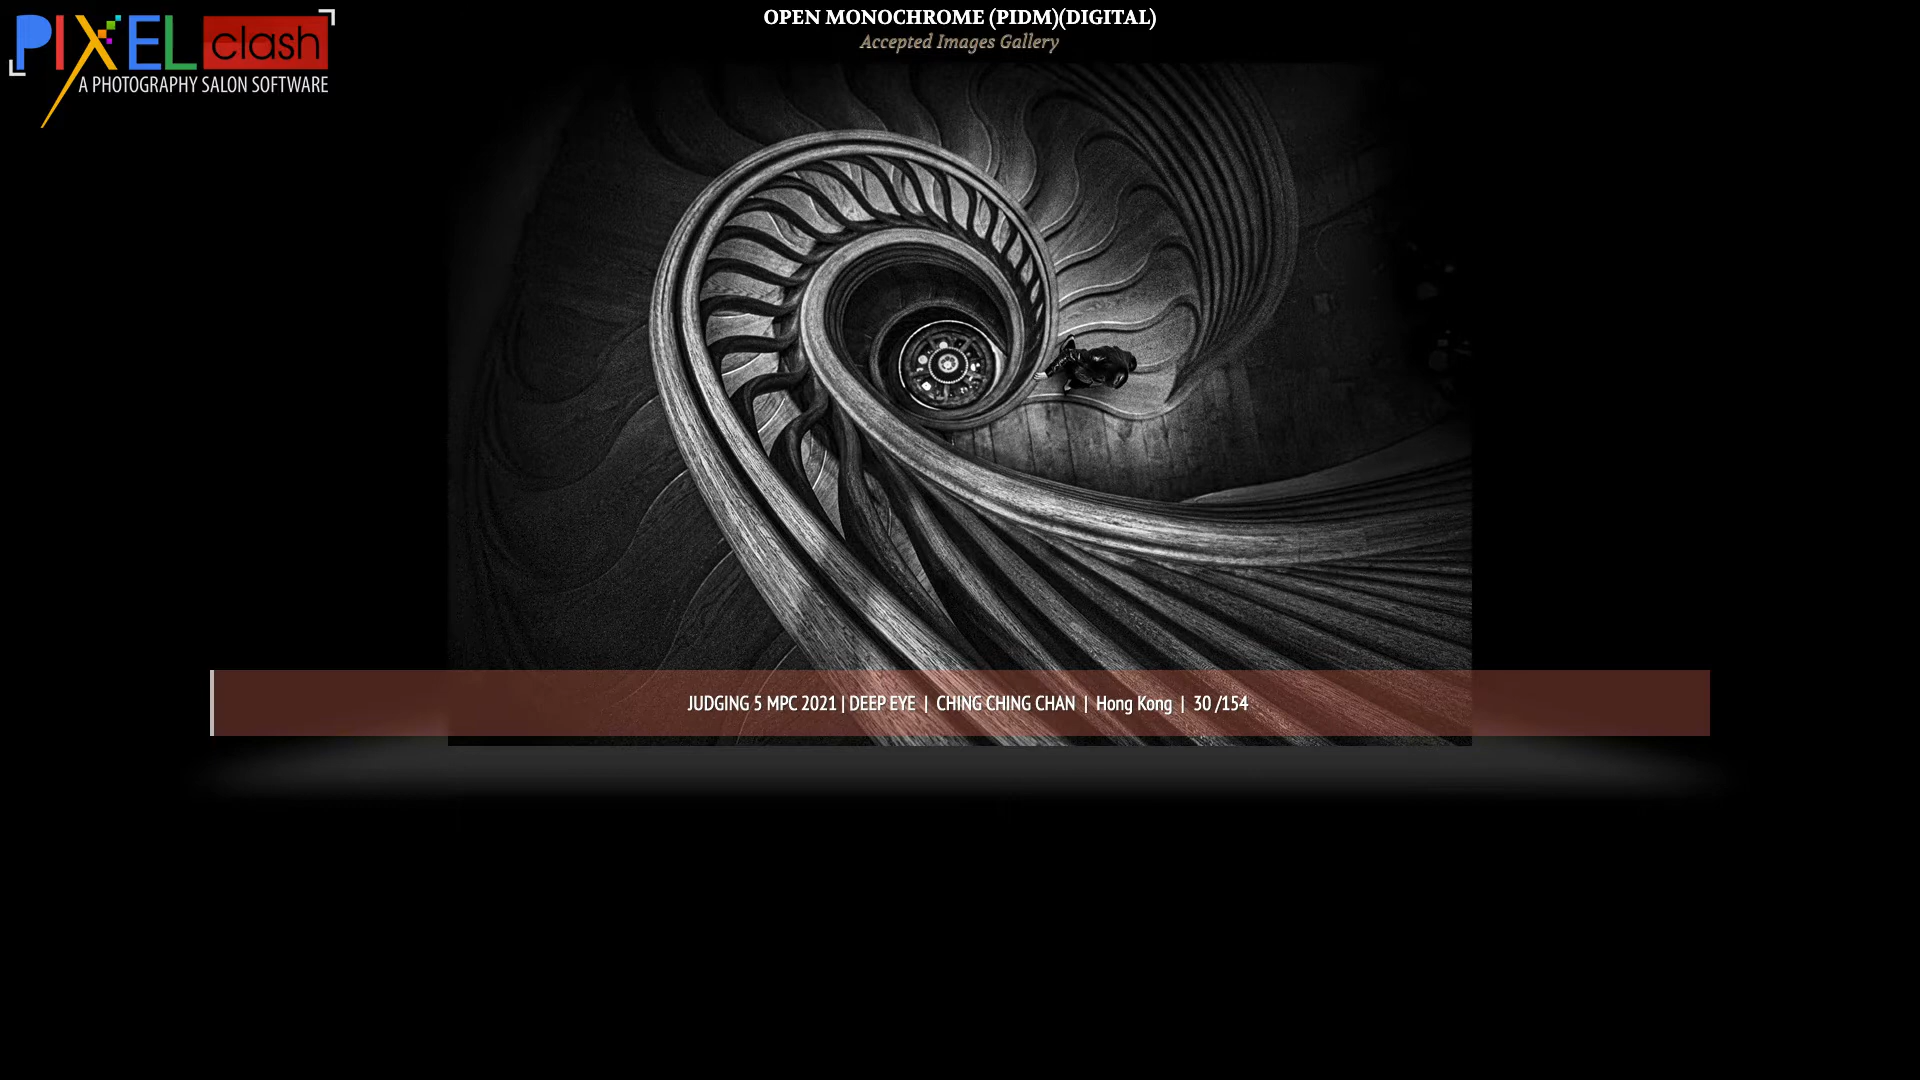 PIXEL clash
A PHOTOGRAPHY SALON SOFTWARE
OPEN MONOCHROME (PIDM)(DIGITAL)
Accepted Images Gallery
JUDGING 5 MPC 2021 | DEEP EYE | CHING CHING CHAN | Hong Kong | 30 /154